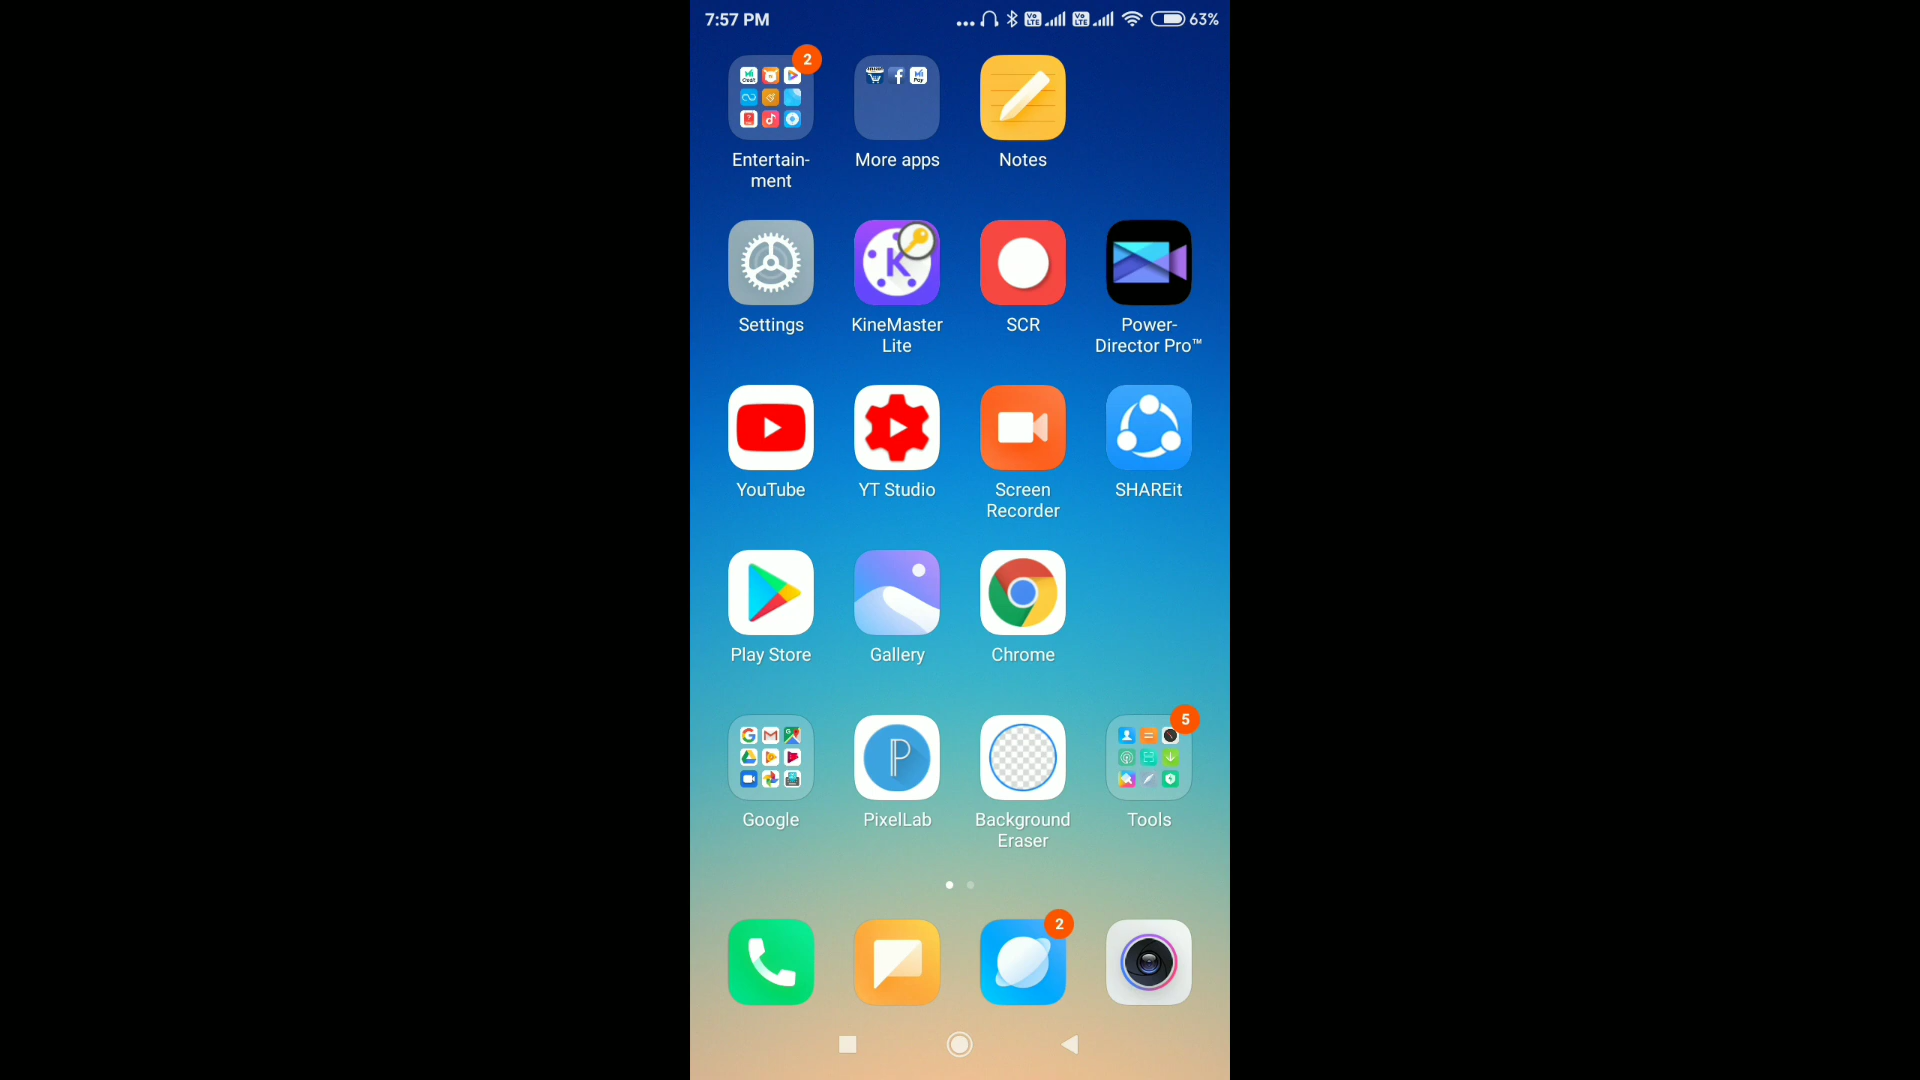 7:57 PM
63%
2
Entertain-
ment
More apps
Notes
Settings
KineMaster
Lite
SCR
Power-
Director Pro™
YouTube
YT Studio
Screen
Recorder
SHAREit
Play Store
Gallery
Chrome
5
Google
PixelLab
Background
Eraser
Tools
2